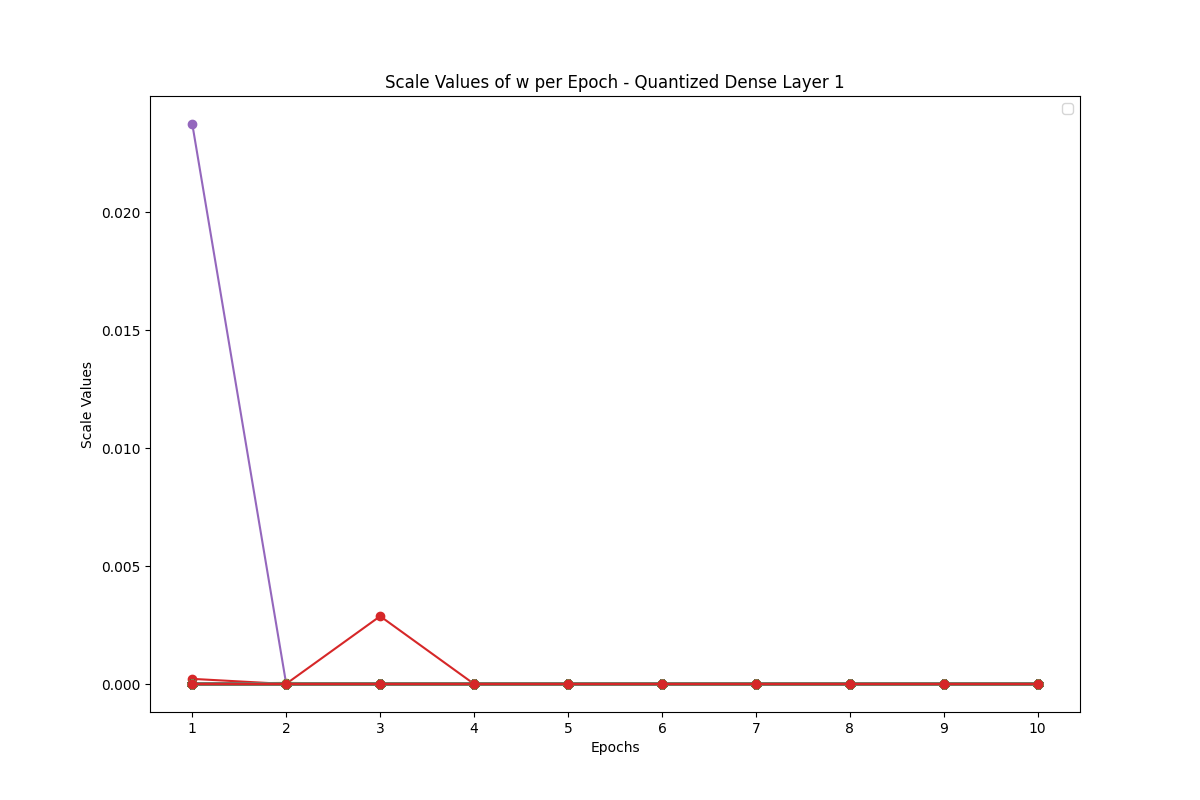 Scale Values of w per Epoch - Quantized Dense Layer 1
0.020
0.015
0.010
0.005
0.000
Scale Values
1 2 3 4 5 6 7 8 9 10
Epochs